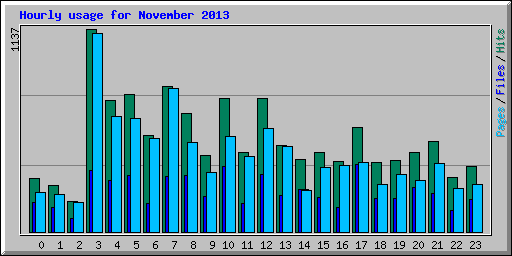 Hourly usage for November 2013
1137
Pages / Files / Hits
0 1 2 3 4 5 6 7 8 9 10 11 12 13 14 15 16 17 18 19 20 21 22 23